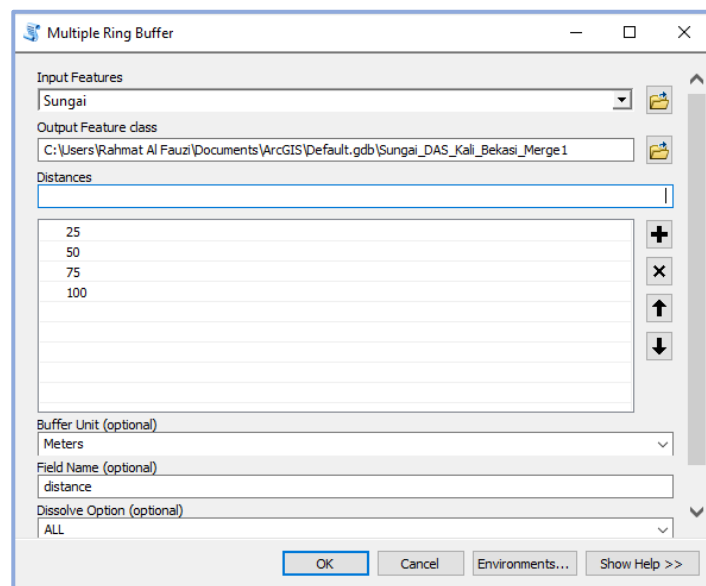 Multiple Ring Buffer
Input Features
Sungai
Output Feature class
C:\Users\Rahmat Al Fauzi\Documents\ArcGIS\Default.gdb\Sungai_DAS_Kali_Bekasi_Merge1
Distances
25
50
75
100
Buffer Unit (optional)
Meters
Field Name (optional)
distance
Dissolve Option (optional)
ALL
OK Cancel Environments... Show Help >>